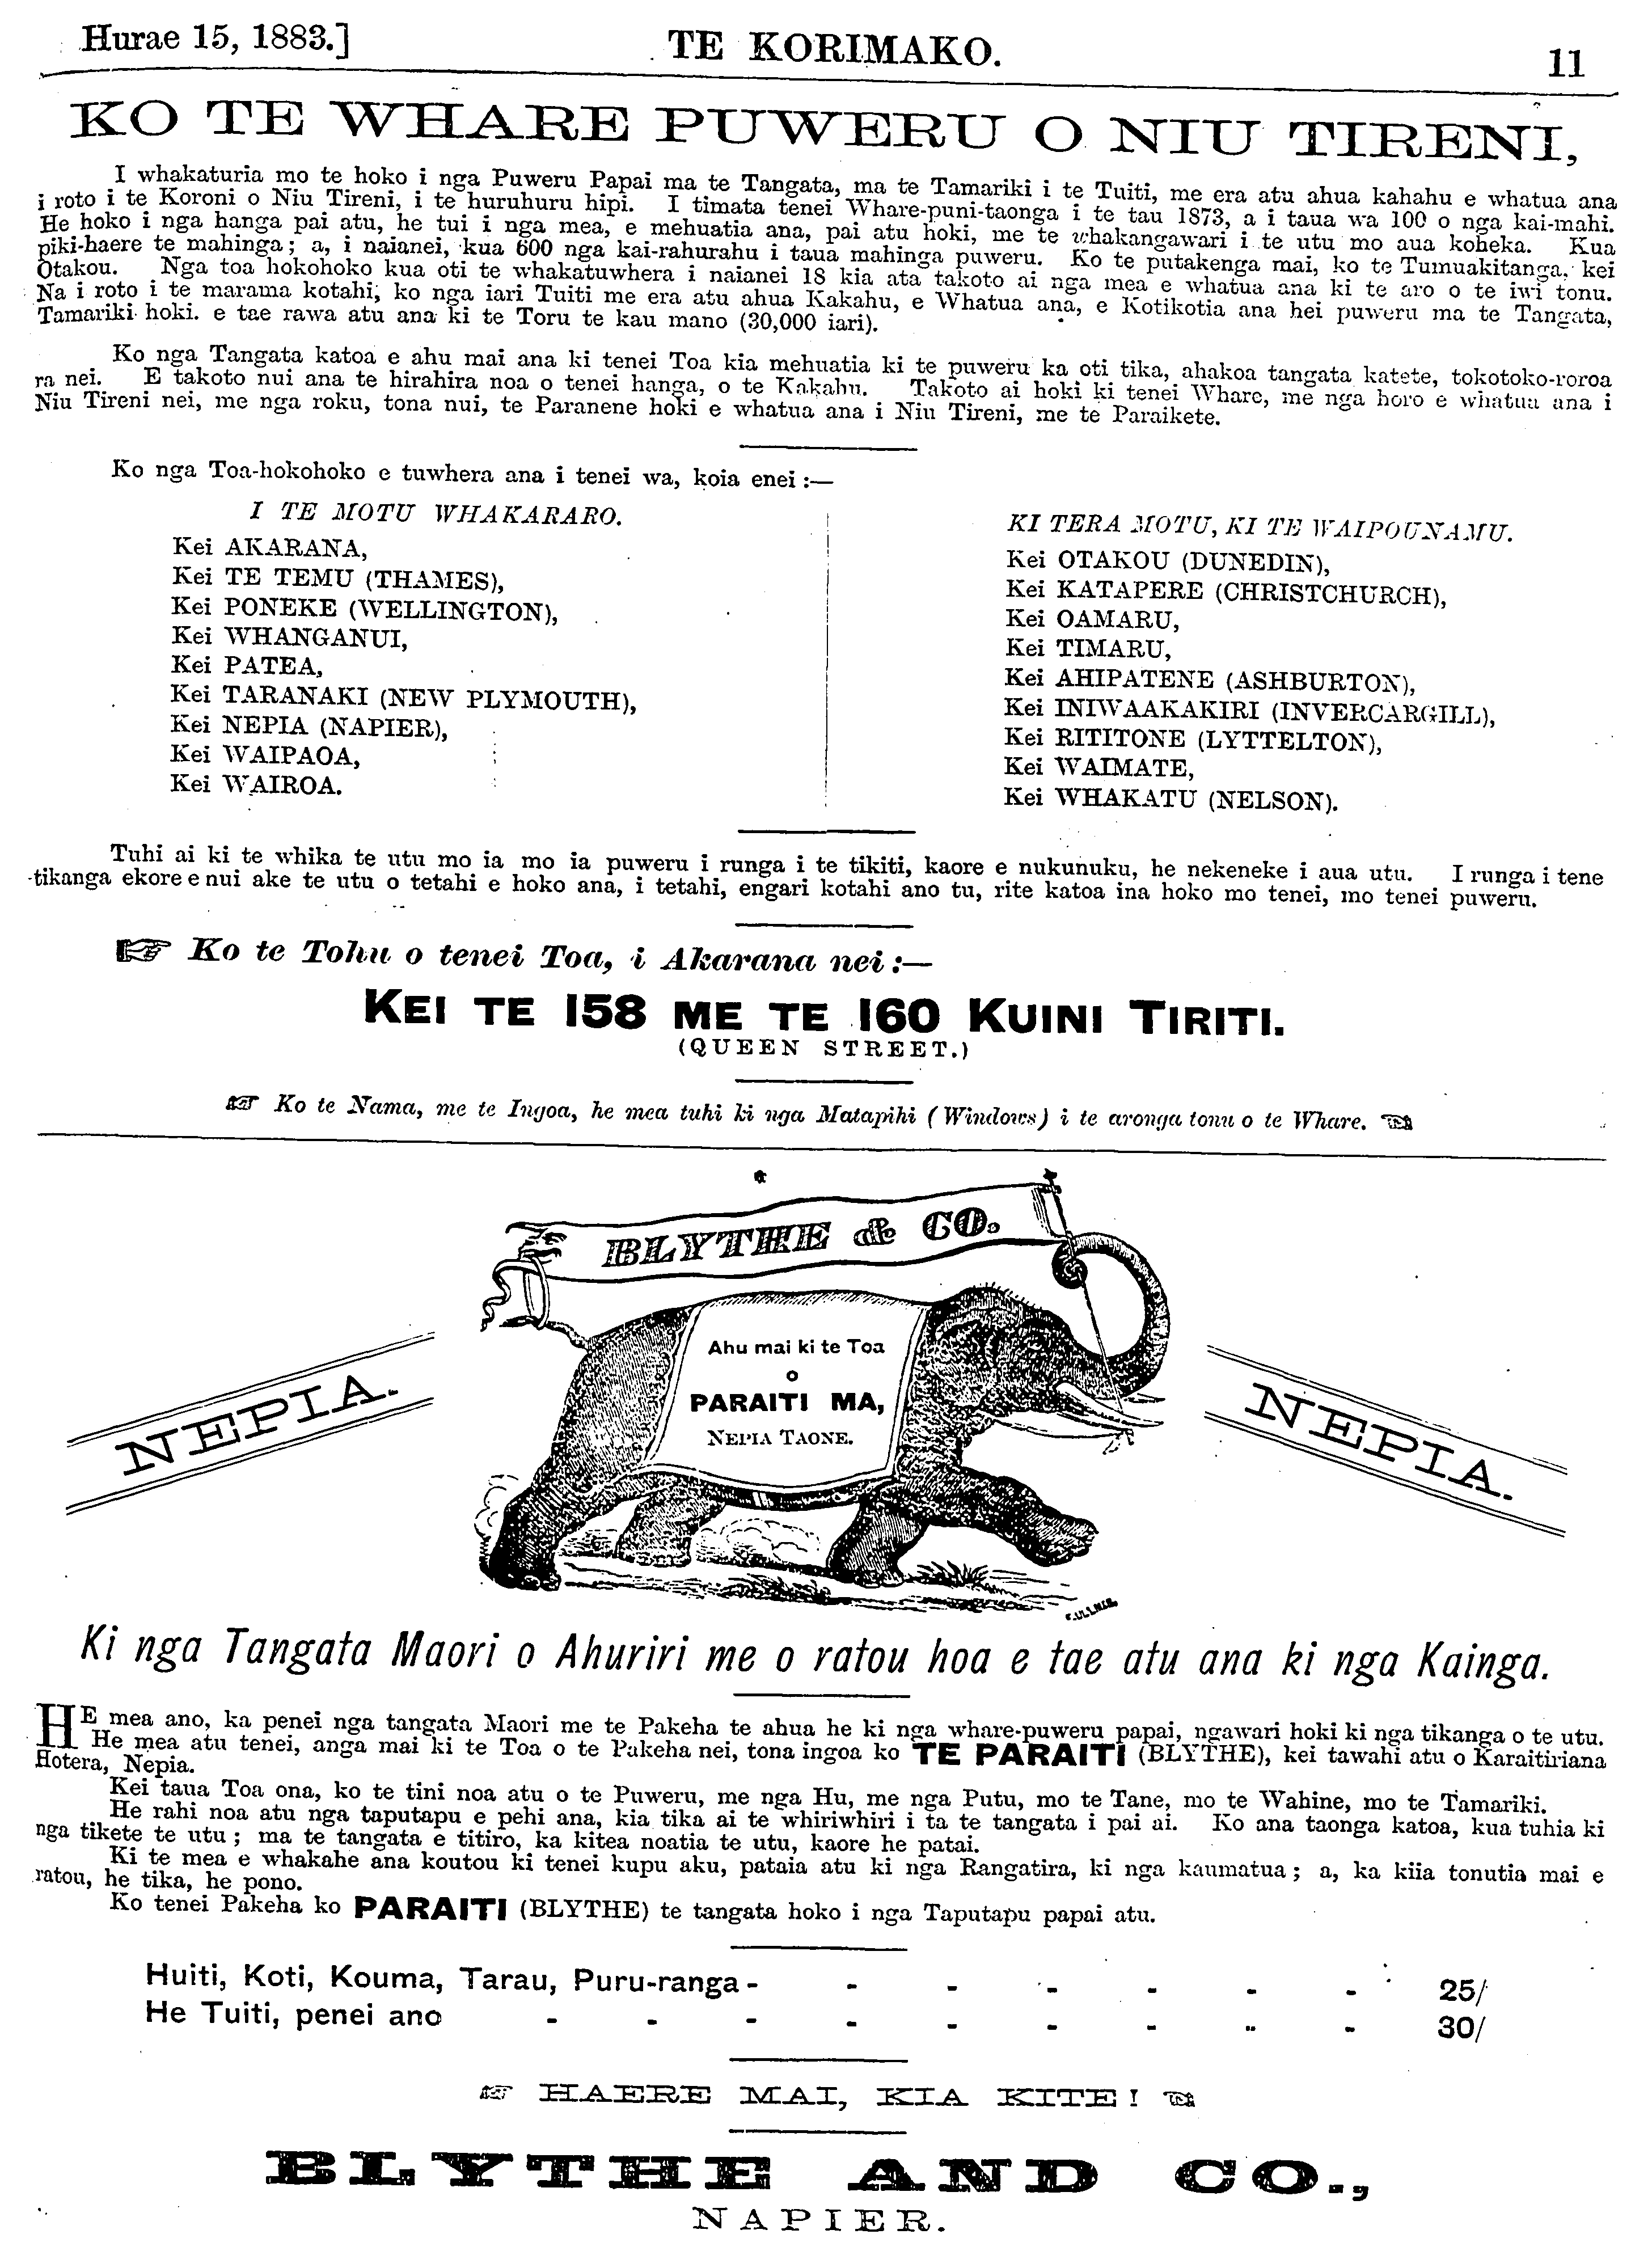 Hurae 15, 1883.]
TE KORIMAKO.
11
KO TE WHARE PUWERU O NIU TIRENI,
I whakaturia mo te hoko i nga Puweru Papai ma te Tangata, ma te Tamariki i te Tuiti, me era atu ahua kahahu e whatua ana
i roto i te Koroni o Niu Tireni, i te huruhuru hipi. I timata tenei Whare-puni-taonga i te tau 1873, a i taua wa 100 o nga kai-mahi.
He hoko i nga hanga pai atu, he tui i nga mea, e mehuatia ana, pai atu hoki, me te whakangawari i te utu mo aua koheka. Kua
piki-haere te mahinga; a, i naianei, kua 600 nga kai-rahurahu i taua mahinga puweru. Ko te putakenga mai, ko te Tumuakitanga, kei
Otakou. Nga toa hokohoko kua oti te whakatuwhera i naianei 18 kia ata takoto ai nga mea e whatua ana ki te aro o te iwi tonu.
Na i roto i te marama kotahi, ko nga iari Tuiti me era atu ahua Kakahu, e Whatua ana, e Kotikotia ana hei puweru ma te Tangata,
Tamariki hoki. e tae rawa atu ana ki te Toru te kau mano (30,000 iari).
Ko nga Tangata katoa e ahu mai ana ki tenei Toa kia mehuatia ki te puweru ka oti tika, ahakoa tangata katete, tokotoko-roroa
ra nei. E takoto nui ana te hirahira noa o tenei hanga, o te Kakahu. Takoto ai hoki ki tenei Whare, me nga horo e whatua ana i
Niu Tireni nei, me nga roku, tona nui, te Paranene hoki e whatua ana i Niu Tireni, me te Paraikete.
Ko nga Toa-hokohoko e tuwhera ana i tenei wa, koia enei:—
I TE MOTU WHAKARARO.
Kei AKARANA,
Kei TE TEMU (THAMES),
Kei PONEKE (WELLINGTON),
Kei WHANGANUI,
Kei PATEA,
Kei TARANAKI (NEW PLYMOUTH),
Kei NEPIA (NAPIER),
Kei WAIPAOA,
Kei WAIROA.
KI TERA MOTU, KI TE WAIPOUNAMU.
Kei OTAKOU (DUNEDIN),
Kei KATAPERE (CHRISTCHURCH),
Kei OAMARU,
Kei TIMARU,
Kei AHIPATENE (ASHBURTON),
Kei INIWAAKAKIRI (INVERCARGILL),
Kei RITITONE (LYTTELTON),
Kei WAIMATE,
Kei WHAKATU (NELSON).
Tuhi ai ki te whika te utu mo ia mo ia puweru i runga i te tikiti, kaore e nukunuku, he nekeneke i aua utu. I runga i tene
tikanga ekore e nui ake te utu o tetahi e hoko ana, i tetahi, engari kotahi ano tu, rite katoa ina hoko mo tenei, mo tenei puweru.
☞ Ko te Tohu o tenei Toa, i Akarana nei:—
KEI TE 158 ME TE 160 KUINI TIRITI.
(QUEEN STREET.)
☞ Ko te Nama, me te Ingoa, he mea tuhi ki nga Matapihi (Windows) i te aronga tonu o te Whare. ☜
BLYTHE & CO.
Ahu mai ki te Toa
o
PARAITI MA,
NEPIA TAONE.
NEPIA.
NEPIA.
Ki nga Tangata Maori o Ahuriri me o ratou hoa e tae atu ana ki nga Kainga.
HE mea ano, ka penei nga tangata Maori me te Pakeha te ahua he ki nga whare-puweru papai, ngawari hoki ki nga tikanga o te utu.
He mea atu tenei, anga mai ki te Toa o te Pakeha nei, tona ingoa ko TE PARAITI (BLYTHE), kei tawahi atu o Karaitiriana
Hotera, Nepia.
Kei taua Toa ona, ko te tini noa atu o te Puweru, me nga Hu, me nga Putu, mo te Tane, mo te Wahine, mo te Tamariki.
He rahi noa atu nga taputapu e pehi ana, kia tika ai te whiriwhiri i ta te tangata i pai ai. Ko ana taonga katoa, kua tuhia ki
nga tikete te utu; ma te tangata e titiro, ka kitea noatia te utu, kaore he patai.
Ki te mea e whakahe ana koutou ki tenei kupu aku, pataia atu ki nga Rangatira, ki nga kaumatua; a, ka kiia tonutia mai e
ratou, he tika, he pono.
Ko tenei Pakeha ko PARAITI (BLYTHE) te tangata hoko i nga Taputapu papai atu.
Huiti, Koti, Kouma, Tarau, Puru-ranga - - - - - - - 25/
He Tuiti, penei ano - - - - - - - - - 30/
☞ HAERE MAI, KIA KITE! ☜
BLYTHE AND CO.,
NAPIER.